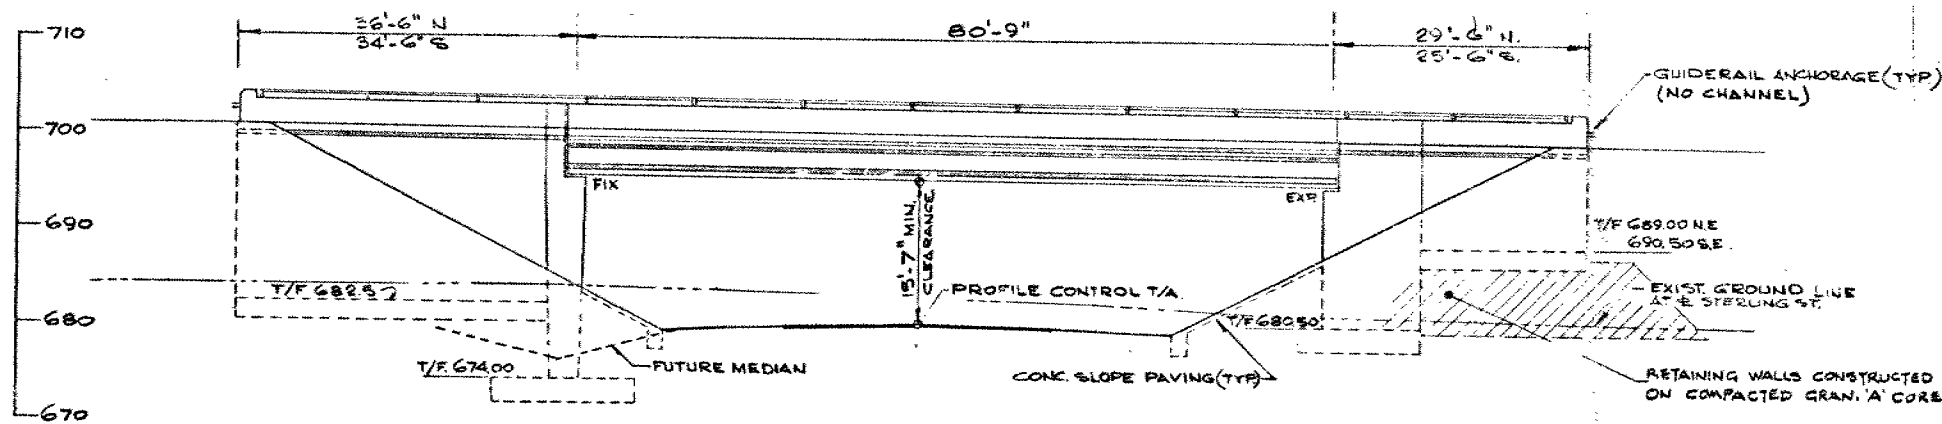 36'-6" N
34'-6" S
80'-9"
29'-6" N.
25'-6" S.
710
700
690
680
670
GUIDERAIL ANCHORAGE (TYP)
(NO CHANNEL)
FIX
EXP.
15'-7" MIN.
CLEARANCE
T/F 689.00 N.E
690.50 S.E.
T/F 682.50
PROFILE CONTROL T/A
EXIST. GROUND LINE
AT ℄ STERLING ST.
T/F 680.50
T/F. 674.00
FUTURE MEDIAN
CONC. SLOPE PAVING (TYP)
RETAINING WALLS CONSTRUCTED
ON COMPACTED GRAN. 'A' CORE